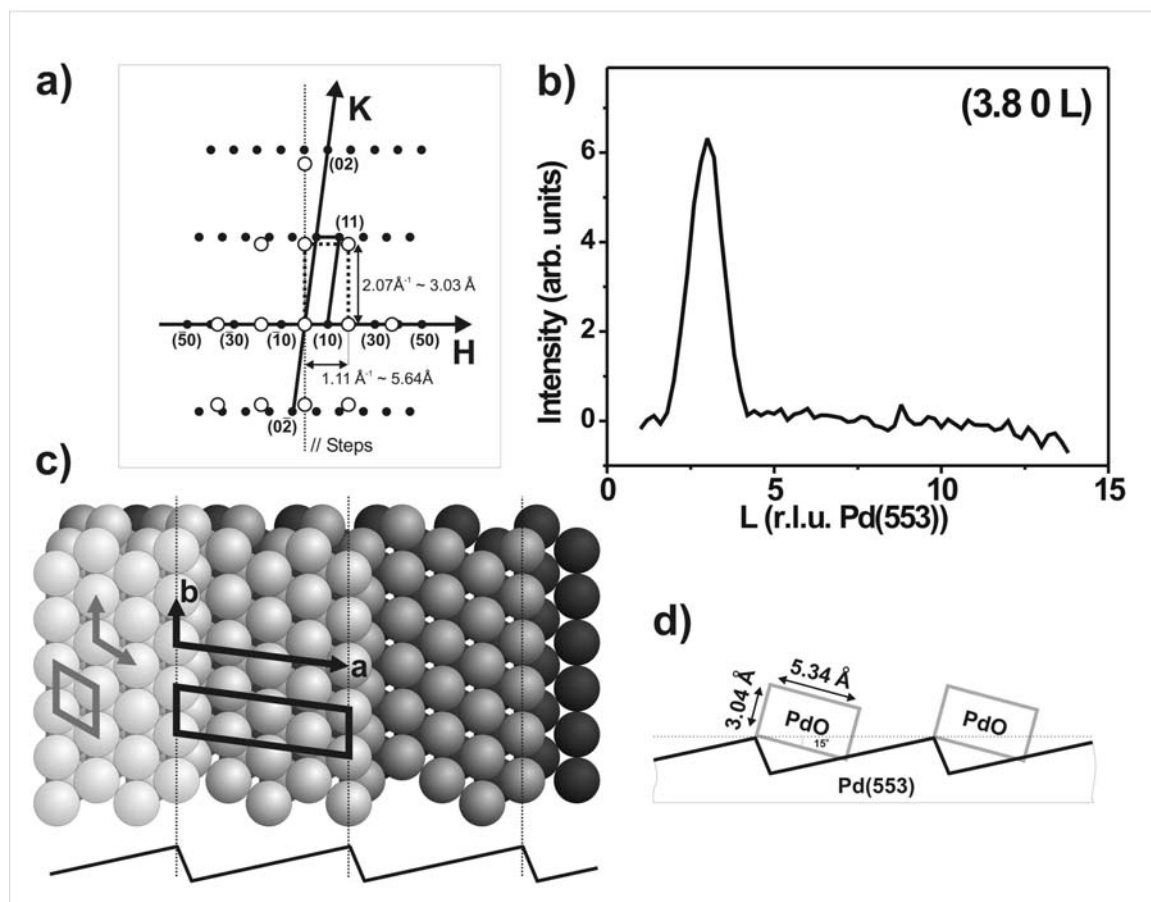 a)
K
(02)
(11)
2.07Å⁻¹ ~ 3.03 Å
(5̄0)
(3̄0)
(1̄0)
(10)
(30)
(50)
H
1.11 Å⁻¹ ~ 5.64Å
(02̄)
// Steps
b)
(3.8 0 L)
Intensity (arb. units)
6
4
2
0
0
5
10
15
L (r.l.u. Pd(553))
c)
b
a
d)
5.34 Å
3.04 Å
PdO
15°
PdO
Pd(553)